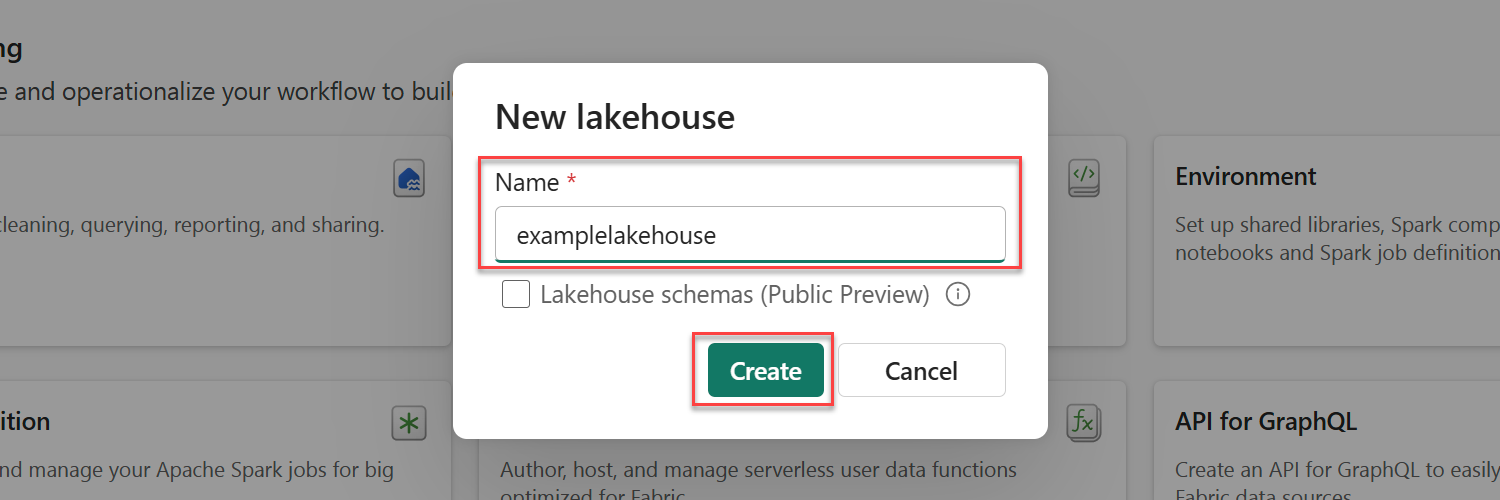 ng
e and operationalize your workflow to buil
New lakehouse
Name *
examplelakehouse
Lakehouse schemas (Public Preview)
Create
Cancel
cleaning, querying, reporting, and sharing.
Environment
Set up shared libraries, Spark comp
notebooks and Spark job definition
ition
nd manage your Apache Spark jobs for big
Author, host, and manage serverless user data functions
optimized for Fabric
API for GraphQL
Create an API for GraphQL to easily
Fabric data sources